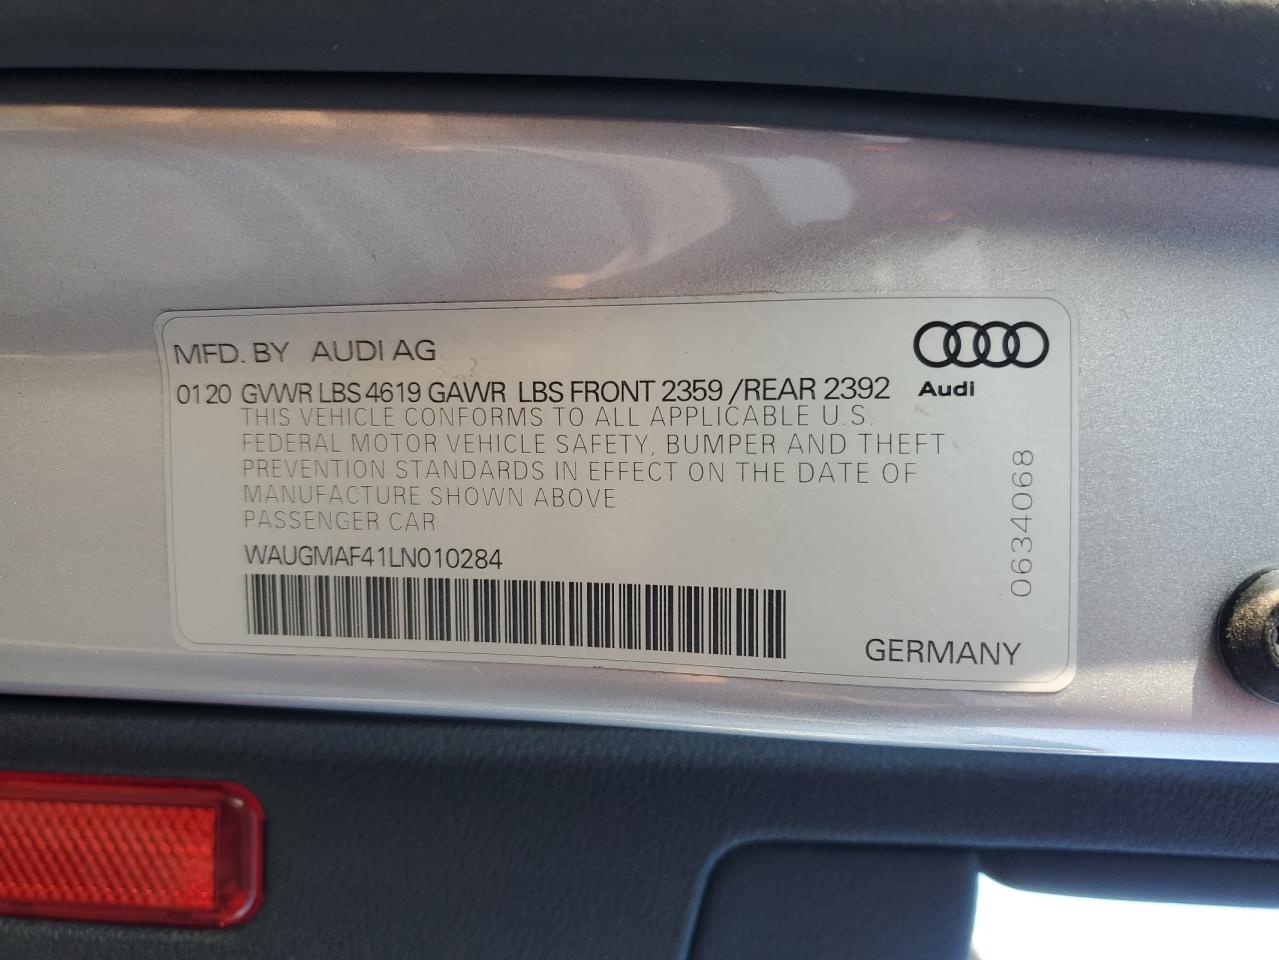 MFD. BY AUDI AG
Audi
0120 GVWR LBS 4619 GAWR LBS FRONT 2359 /REAR 2392
THIS VEHICLE CONFORMS TO ALL APPLICABLE U.S.
FEDERAL MOTOR VEHICLE SAFETY, BUMPER AND THEFT
PREVENTION STANDARDS IN EFFECT ON THE DATE OF
MANUFACTURE SHOWN ABOVE
PASSENGER CAR
WAUGMAF41LN010284
0634068
GERMANY